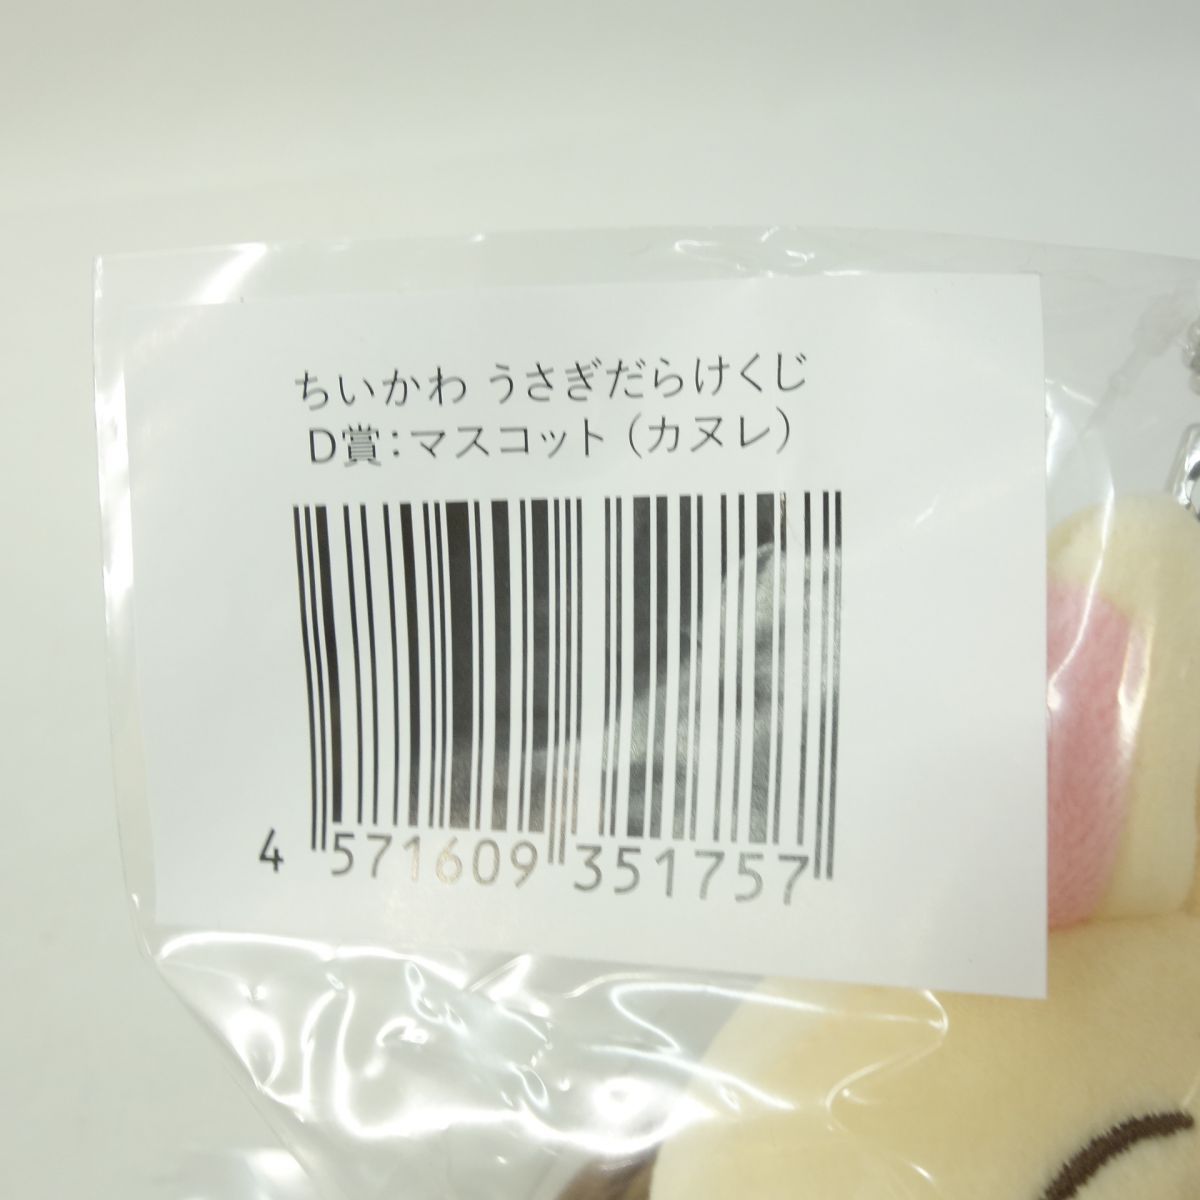 ちいかわ うさぎだらけくじ
D賞：マスコット（カヌレ）
4 571609 351757